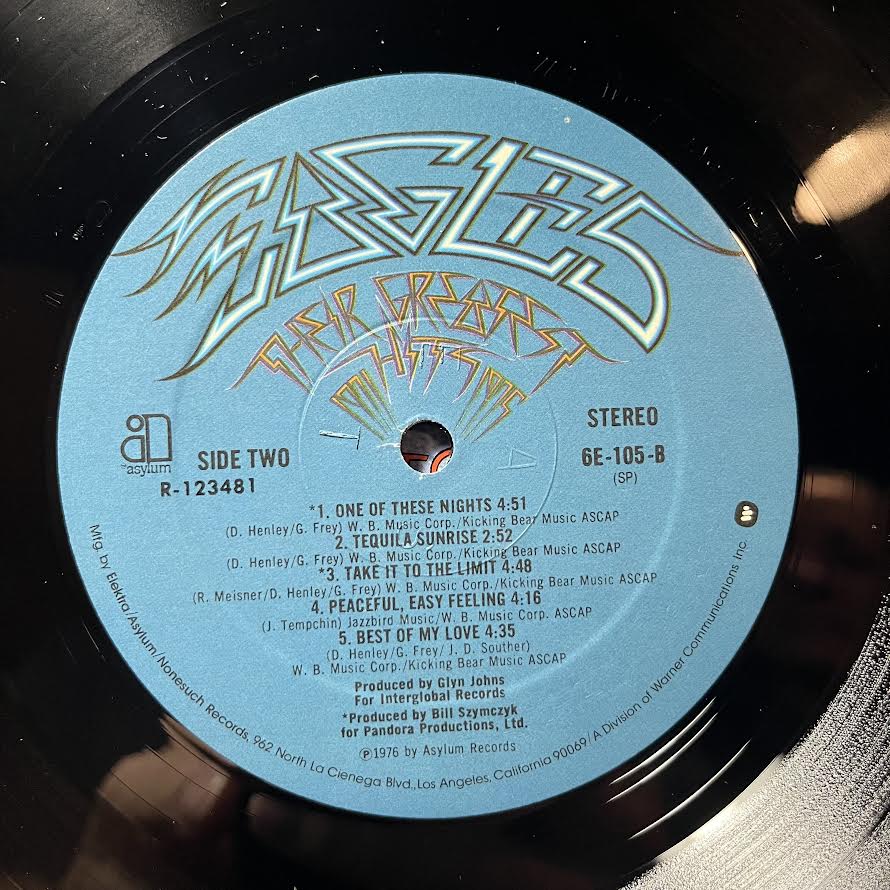 EAGLES
THEIR GREATEST
HITS
1971 1975
asylum
SIDE TWO
R-123481
STEREO
6E-105-B
(SP)
*1. ONE OF THESE NIGHTS 4:51
(D. Henley/G. Frey) W. B. Music Corp./Kicking Bear Music ASCAP
2. TEQUILA SUNRISE 2:52
(D. Henley/G. Frey) W. B. Music Corp./Kicking Bear Music ASCAP
*3. TAKE IT TO THE LIMIT 4:48
(R. Meisner/D. Henley/G. Frey) W. B. Music Corp./Kicking Bear Music ASCAP
4. PEACEFUL, EASY FEELING 4:16
(J. Tempchin) Jazzbird Music/W. B. Music Corp. ASCAP
5. BEST OF MY LOVE 4:35
(D. Henley/G. Frey/ J. D. Souther)
W. B. Music Corp./Kicking Bear Music ASCAP
Produced by Glyn Johns
For Interglobal Records
*Produced by Bill Szymczyk
for Pandora Productions, Ltd.
℗1976 by Asylum Records
Mfg. by Elektra/Asylum/Nonesuch Records, 962 North La Cienega Blvd., Los Angeles, California 90069/A Division of Warner Communications Inc.